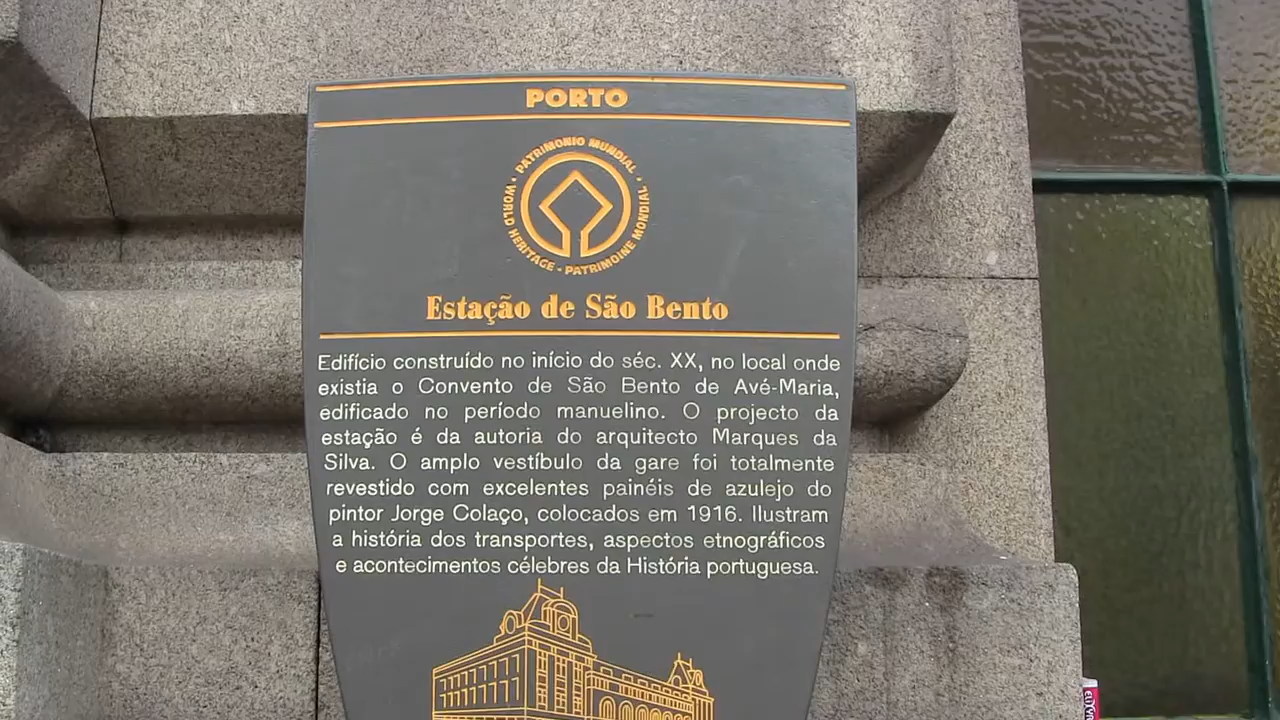 PORTO
PATRIMONIO MUNDIAL · WORLD HERITAGE · PATRIMOINE MONDIAL ·
Estação de São Bento
Edifício construído no início do séc. XX, no local onde
existia o Convento de São Bento de Avé-Maria,
edificado no período manuelino. O projecto da
estação é da autoria do arquitecto Marques da
Silva. O amplo vestíbulo da gare foi totalmente
revestido com excelentes painéis de azulejo do
pintor Jorge Colaço, colocados em 1916. Ilustram
a história dos transportes, aspectos etnográficos
e acontecimentos célebres da História portuguesa.